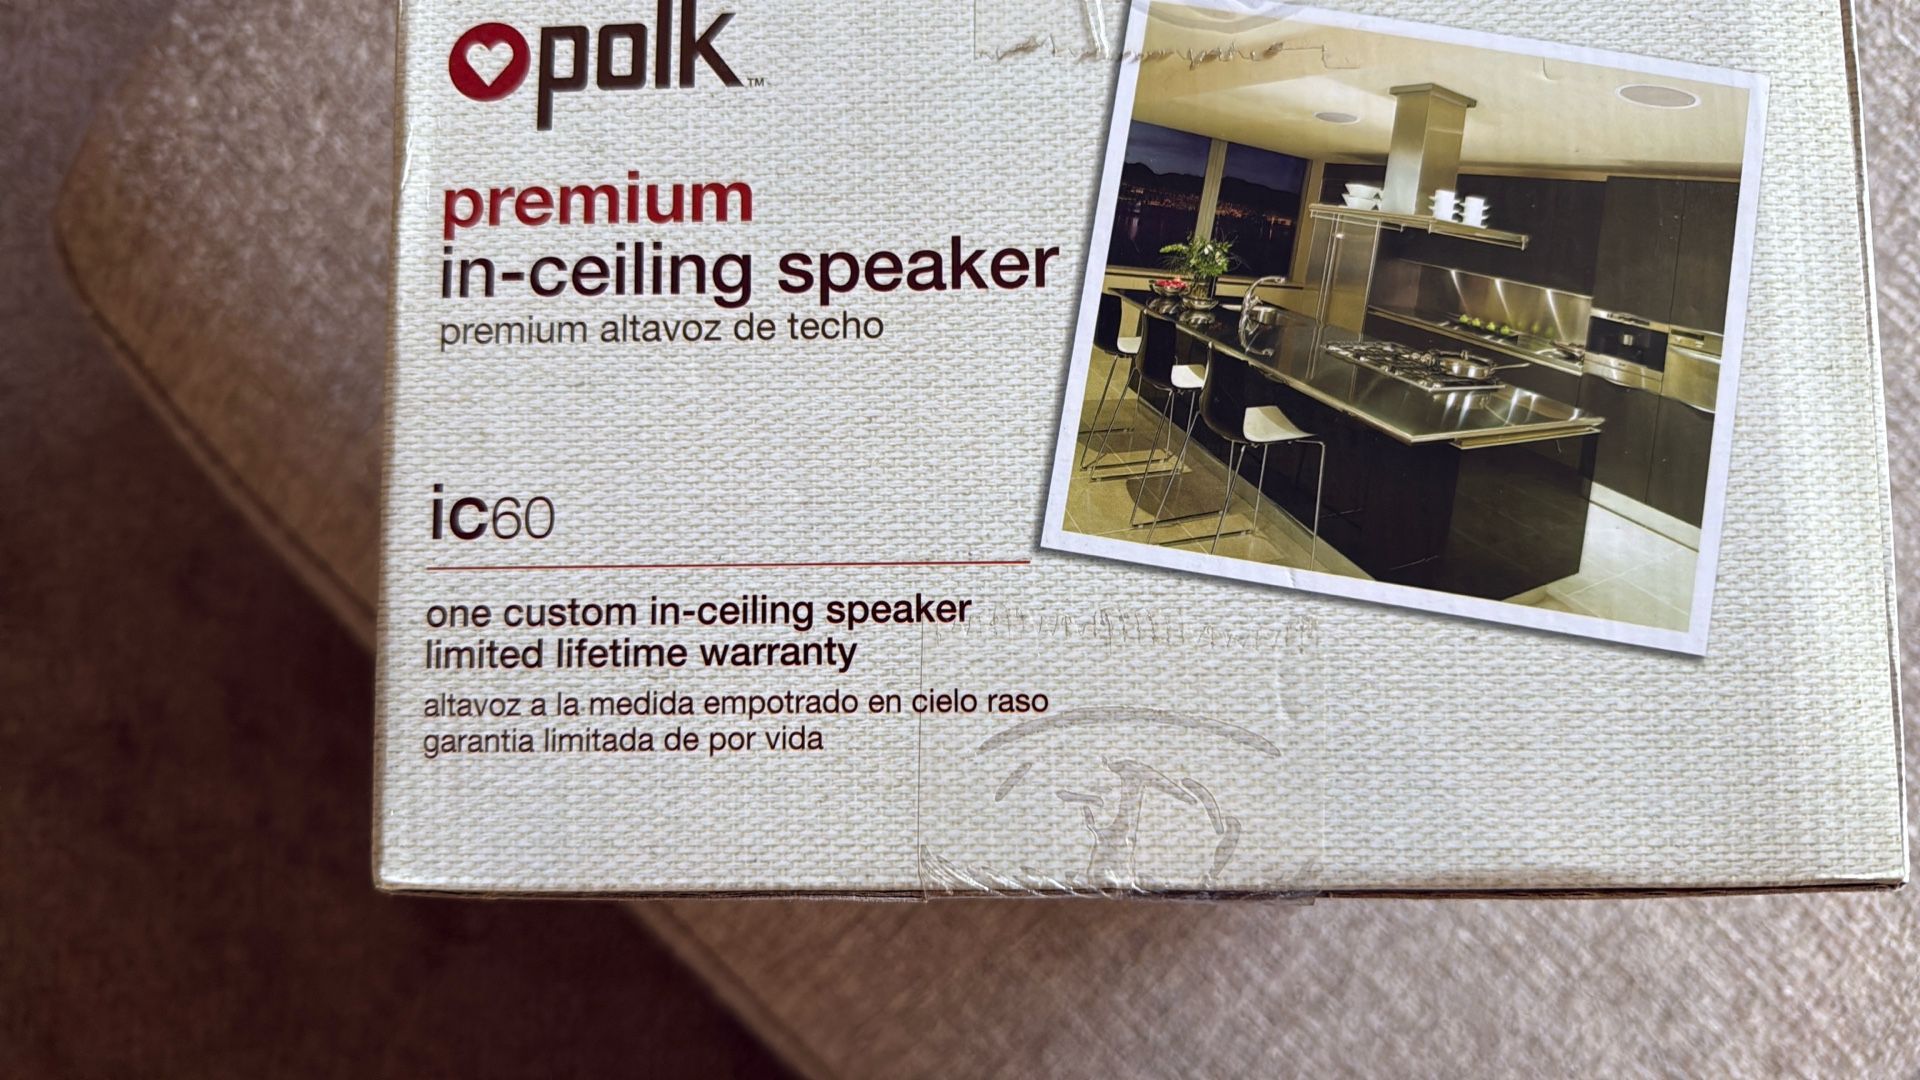 polk™
premium
in-ceiling speaker
premium altavoz de techo
ic60
one custom in-ceiling speaker
limited lifetime warranty
altavoz a la medida empotrado en cielo raso
garantia limitada de por vida